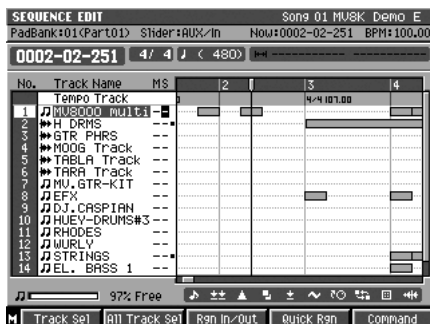 SEQUENCE EDIT Song 01 MV8K Demo E
PadBank:01(Part01) Slider:AUX/In Now:0002-02-251 BPM:100.00
0002-02-251 4/ 4 ♩ ( 480)
No. Track Name MS 2 3 4
Tempo Track 4/4 107.00
1 MV8000 multi --
2 H DRMS --
3 GTR PHRS --
4 MOOG Track --
5 TABLA Track --
6 TARA Track --
7 MV.GTR-KIT --
8 EFX --
9 DJ.CASPIAN --
10 HUEY-DRUMS#3 --
11 RHODES --
12 WURLY --
13 STRINGS --
14 EL. BASS 1 --
97% Free
M Track Sel All Track Sel Rgn In/Out Quick Rgn Command